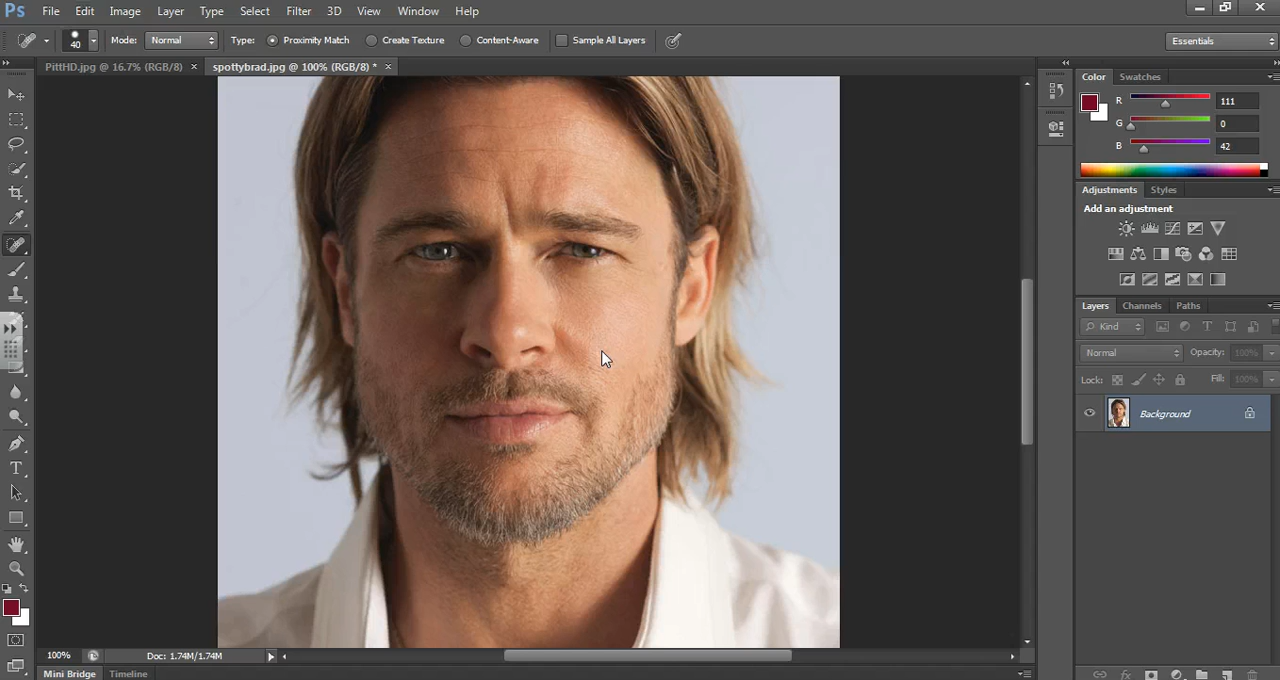 Ps File Edit Image Layer Type Select Filter 3D View Window Help
40 Mode: Normal Type: Proximity Match Create Texture Content-Aware Sample All Layers Essentials
PittHD.jpg @ 16.7% (RGB/8) × spottybrad.jpg @ 100% (RGB/8) * ×
Color Swatches
R 111
G 0
B 42
Adjustments Styles
Add an adjustment
Layers Channels Paths
Kind
Normal Opacity: 100%
Lock: Fill: 100%
Background
100% Doc: 1.74M/1.74M
Mini Bridge Timeline